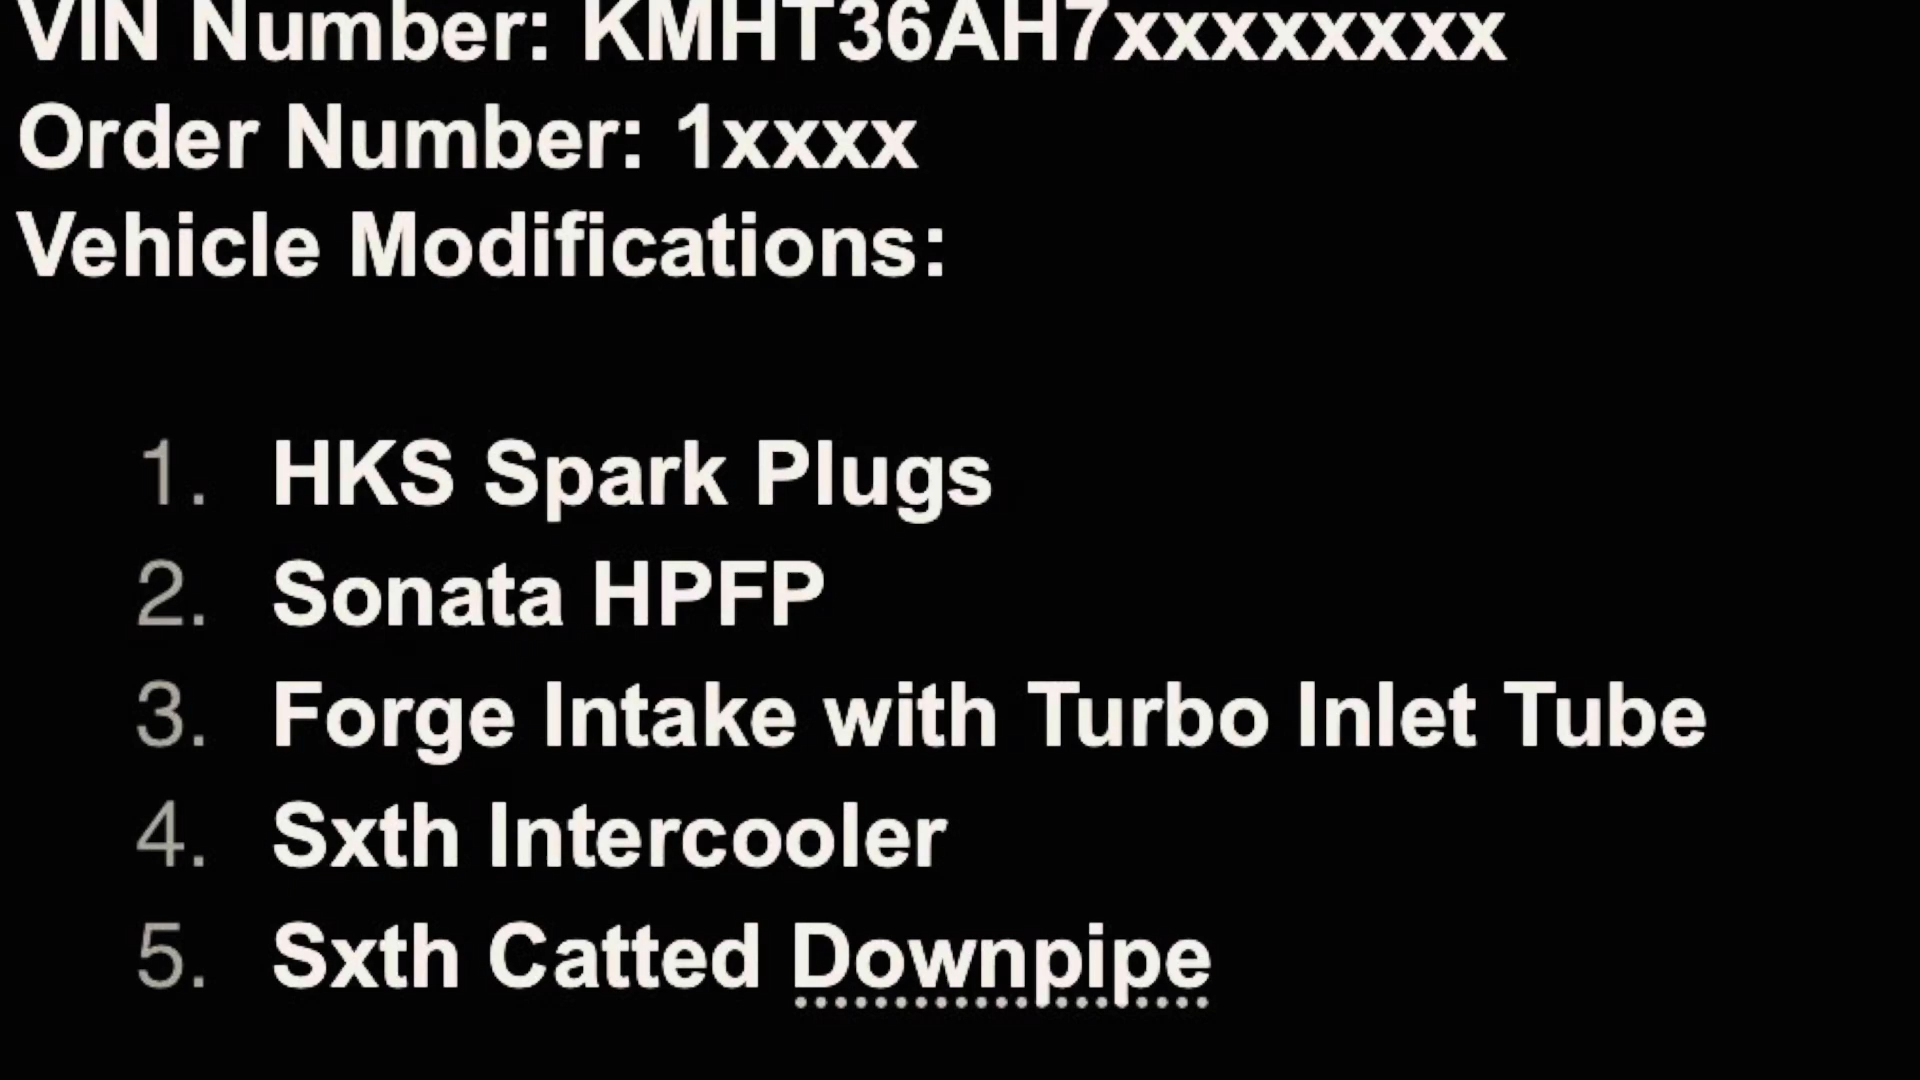 VIN Number: KMHT36AH7xxxxxxxx
Order Number: 1xxxx
Vehicle Modifications:
1. HKS Spark Plugs
2. Sonata HPFP
3. Forge Intake with Turbo Inlet Tube
4. Sxth Intercooler
5. Sxth Catted Downpipe